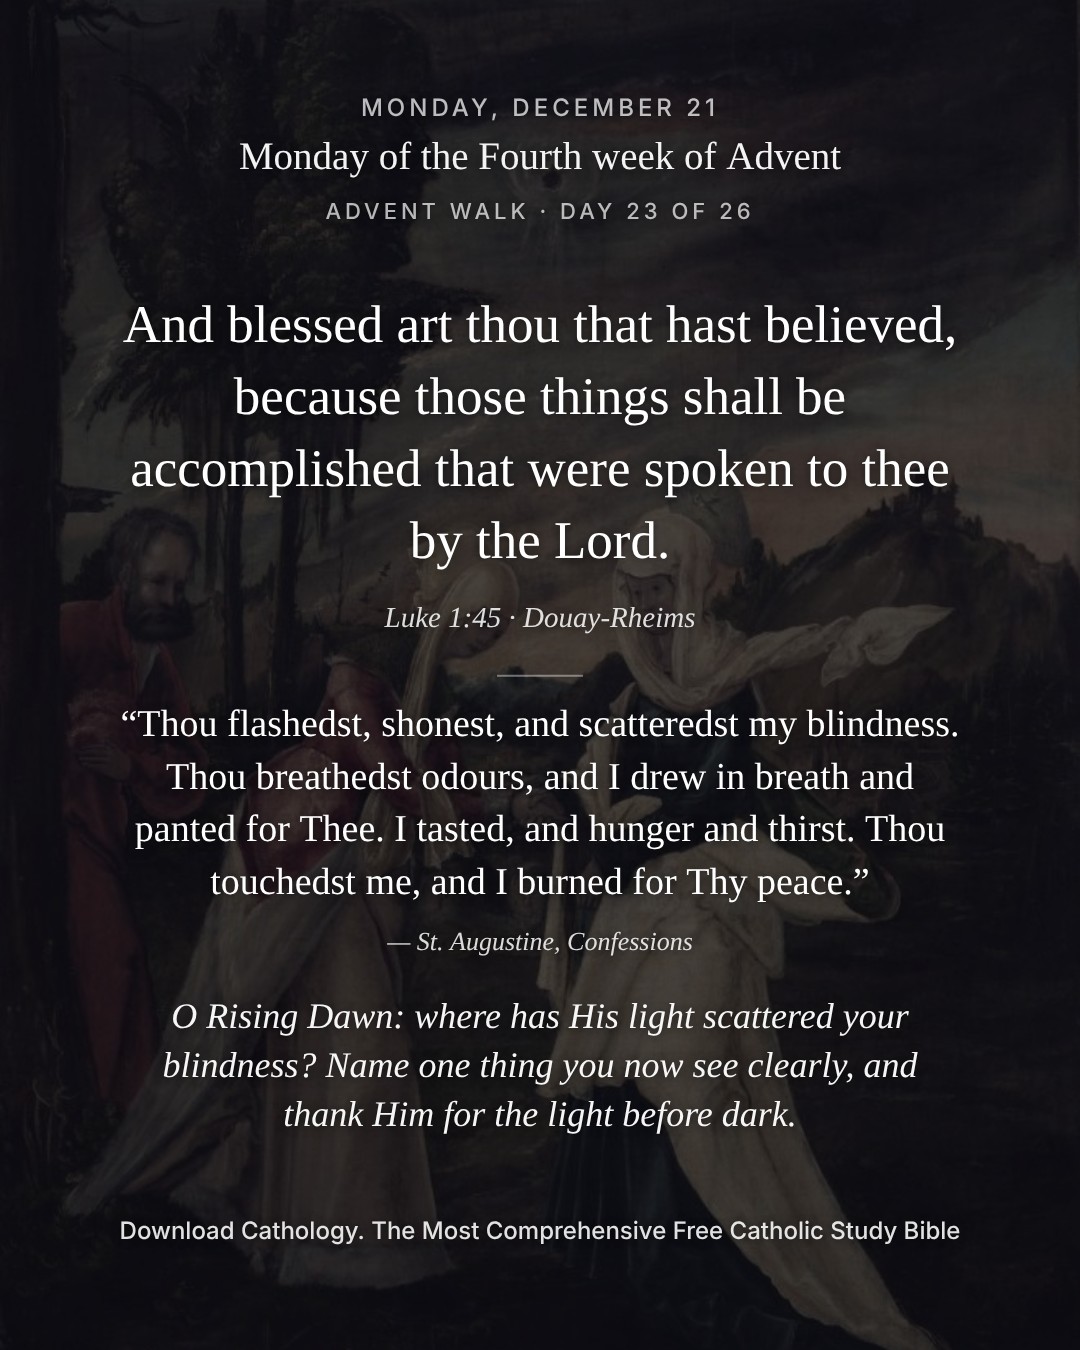 MONDAY, DECEMBER 21
Monday of the Fourth week of Advent
ADVENT WALK · DAY 23 OF 26
And blessed art thou that hast believed,
because those things shall be
accomplished that were spoken to thee
by the Lord.
Luke 1:45 · Douay-Rheims
“Thou flashedst, shonest, and scatteredst my blindness.
Thou breathedst odours, and I drew in breath and
panted for Thee. I tasted, and hunger and thirst. Thou
touchedst me, and I burned for Thy peace.”
— St. Augustine, Confessions
O Rising Dawn: where has His light scattered your
blindness? Name one thing you now see clearly, and
thank Him for the light before dark.
Download Cathology. The Most Comprehensive Free Catholic Study Bible